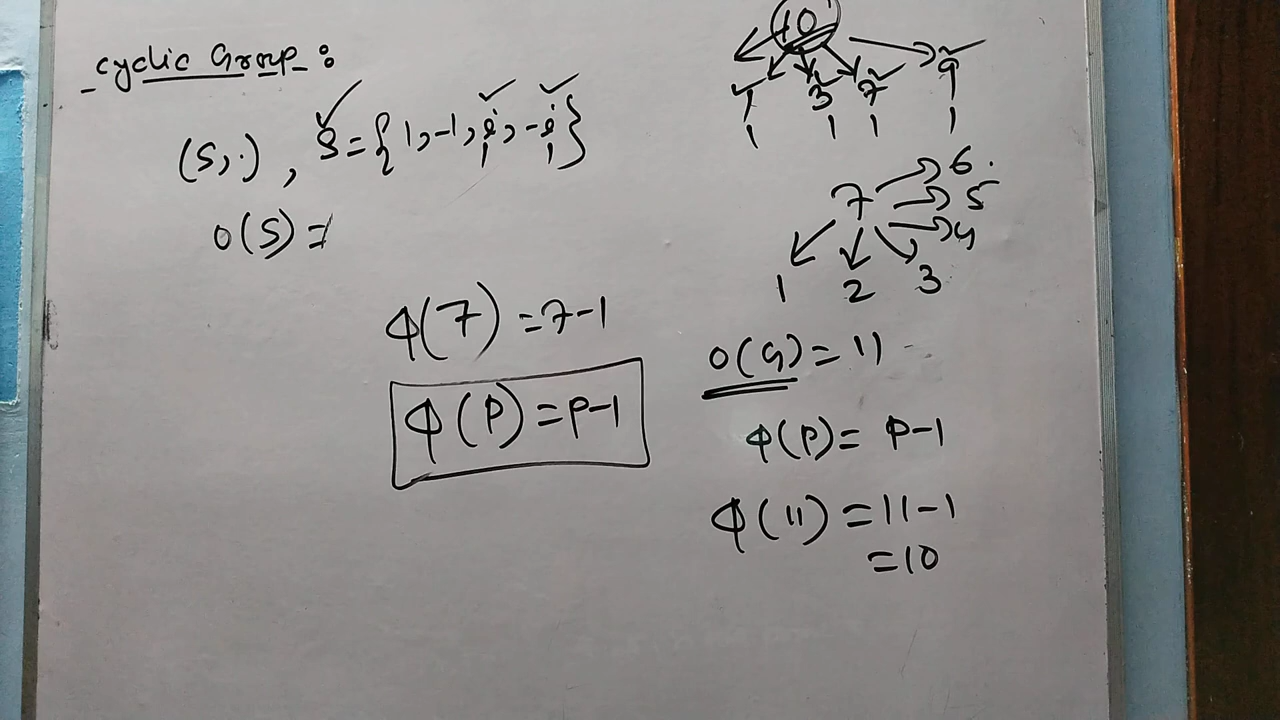 Cyclic Group :
(S, ·) , S = { 1, -1, i, -i }
O(S) =
φ(7) = 7-1
φ(P) = P-1
10
1 3 7 9
1 1 1 1
7
6
5
4
1 2 3
O(G) = 11
φ(P) = P-1
φ(11) = 11-1
= 10